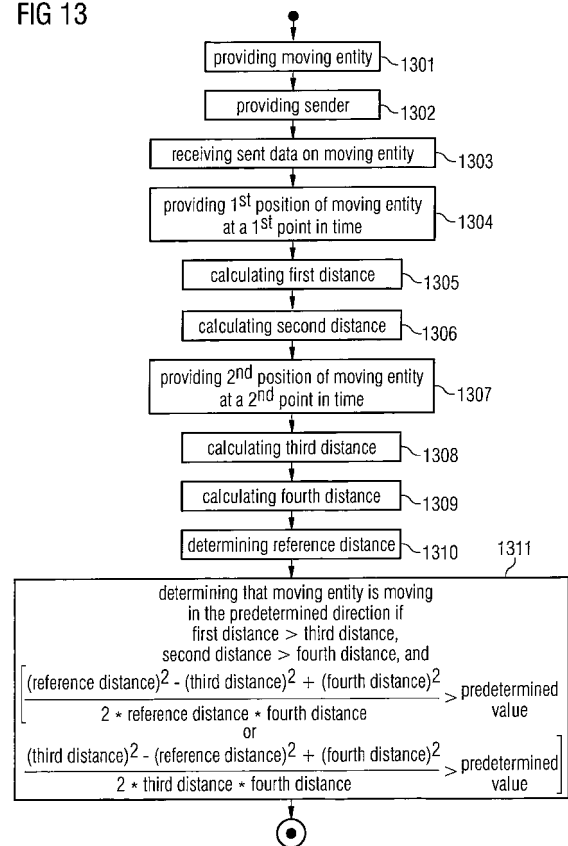 FIG 13
providing moving entity
1301
providing sender
1302
receiving sent data on moving entity
1303
providing 1st position of moving entity
at a 1st point in time
1304
calculating first distance
1305
calculating second distance
1306
providing 2nd position of moving entity
at a 2nd point in time
1307
calculating third distance
1308
calculating fourth distance
1309
determining reference distance
1310
1311
determining that moving entity is moving
in the predetermined direction if
first distance > third distance,
second distance > fourth distance, and
[(reference distance)2 - (third distance)2 + (fourth distance)2
2 * reference distance * fourth distance
> predetermined
value
or
(third distance)2 - (reference distance)2 + (fourth distance)2
2 * third distance * fourth distance
> predetermined
value]